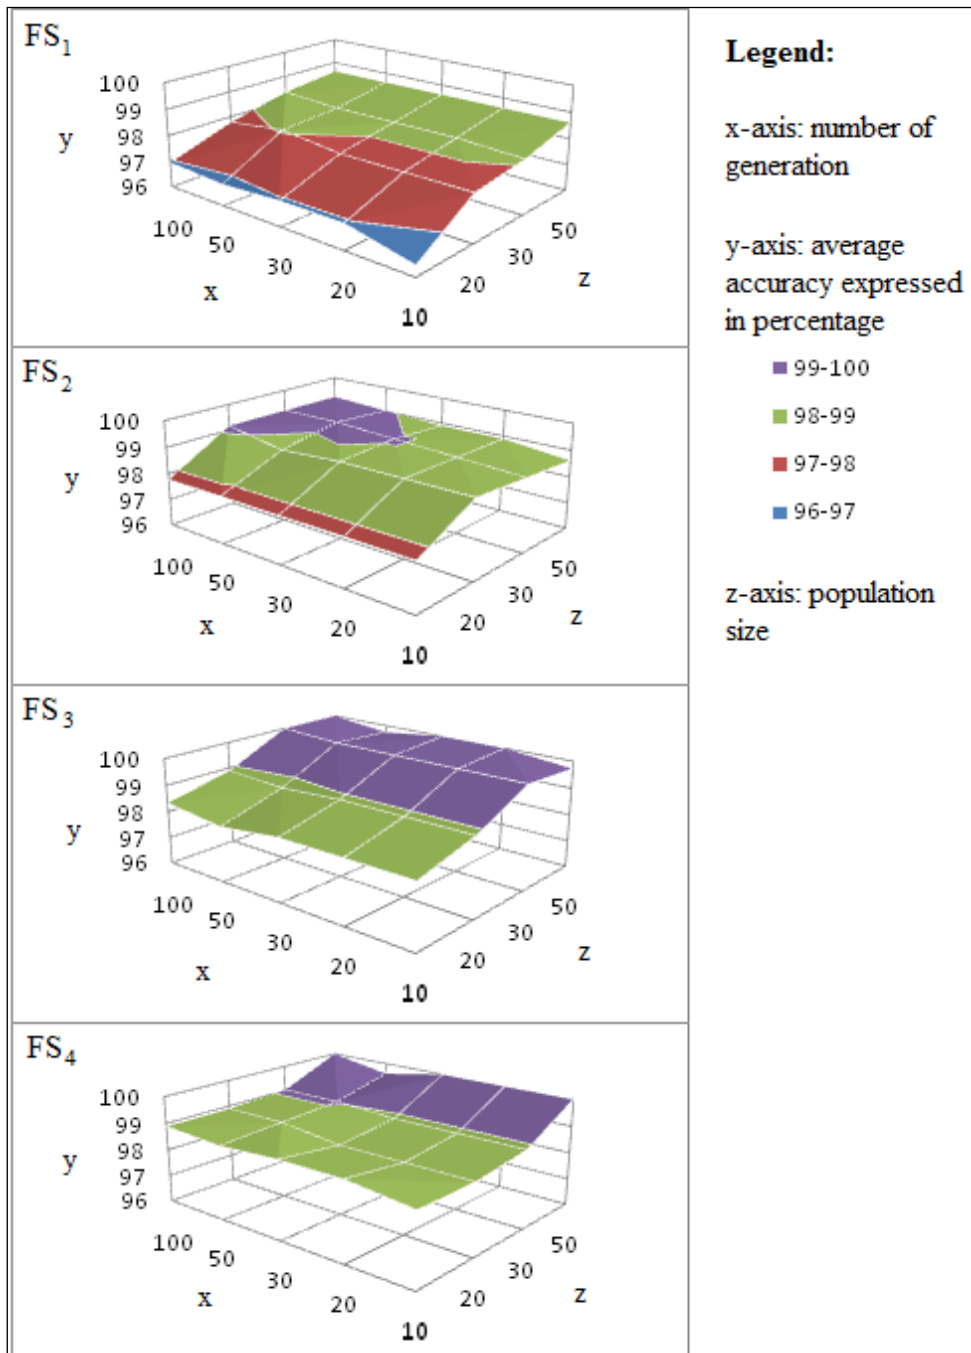 FS1
100
99
98
97
96
y
100
50
30
20
10
x
20
30
50
z
FS2
100
99
98
97
96
y
100
50
30
20
10
x
20
30
50
z
FS3
100
99
98
97
96
y
100
50
30
20
10
x
20
30
50
z
FS4
100
99
98
97
96
y
100
50
30
20
10
x
20
30
50
z
Legend:
x-axis: number of
generation
y-axis: average
accuracy expressed
in percentage
99-100
98-99
97-98
96-97
z-axis: population
size